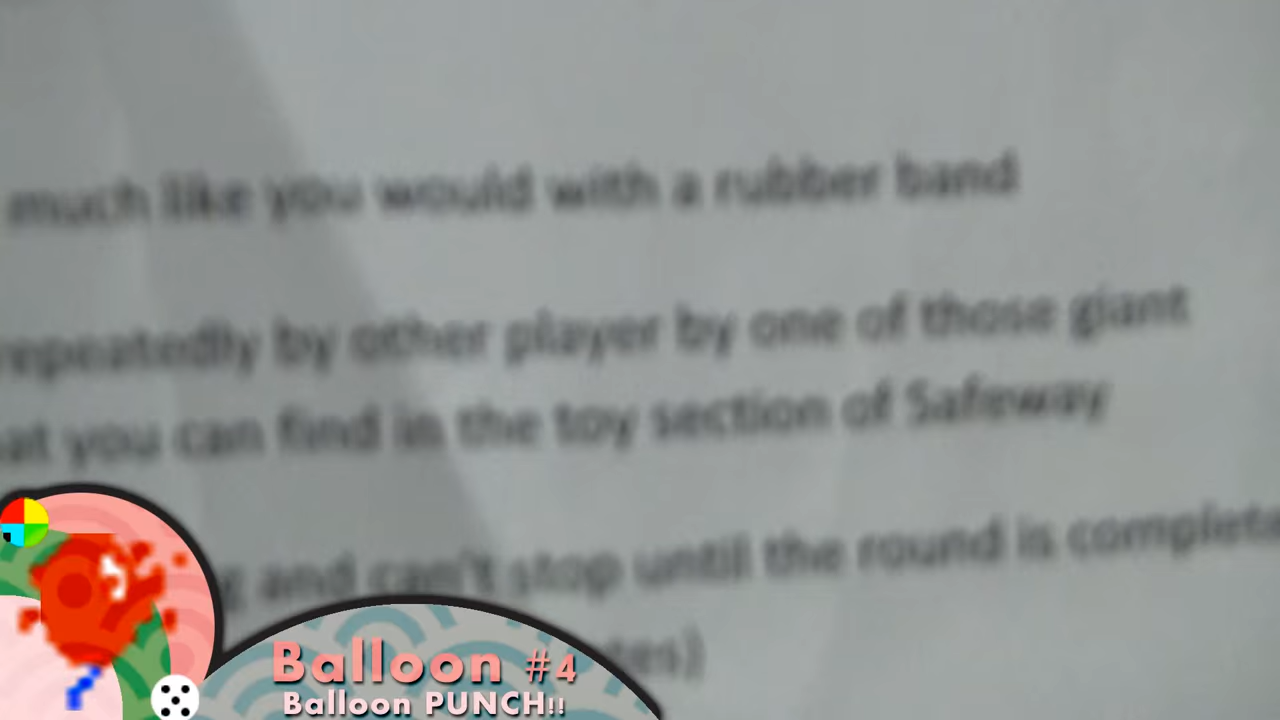 much like you would with a rubber band
repeatedly by other player by one of those giant
you can find in the toy section of Safeway
and can't stop until the round is complete
Balloon #4
Balloon PUNCH!!